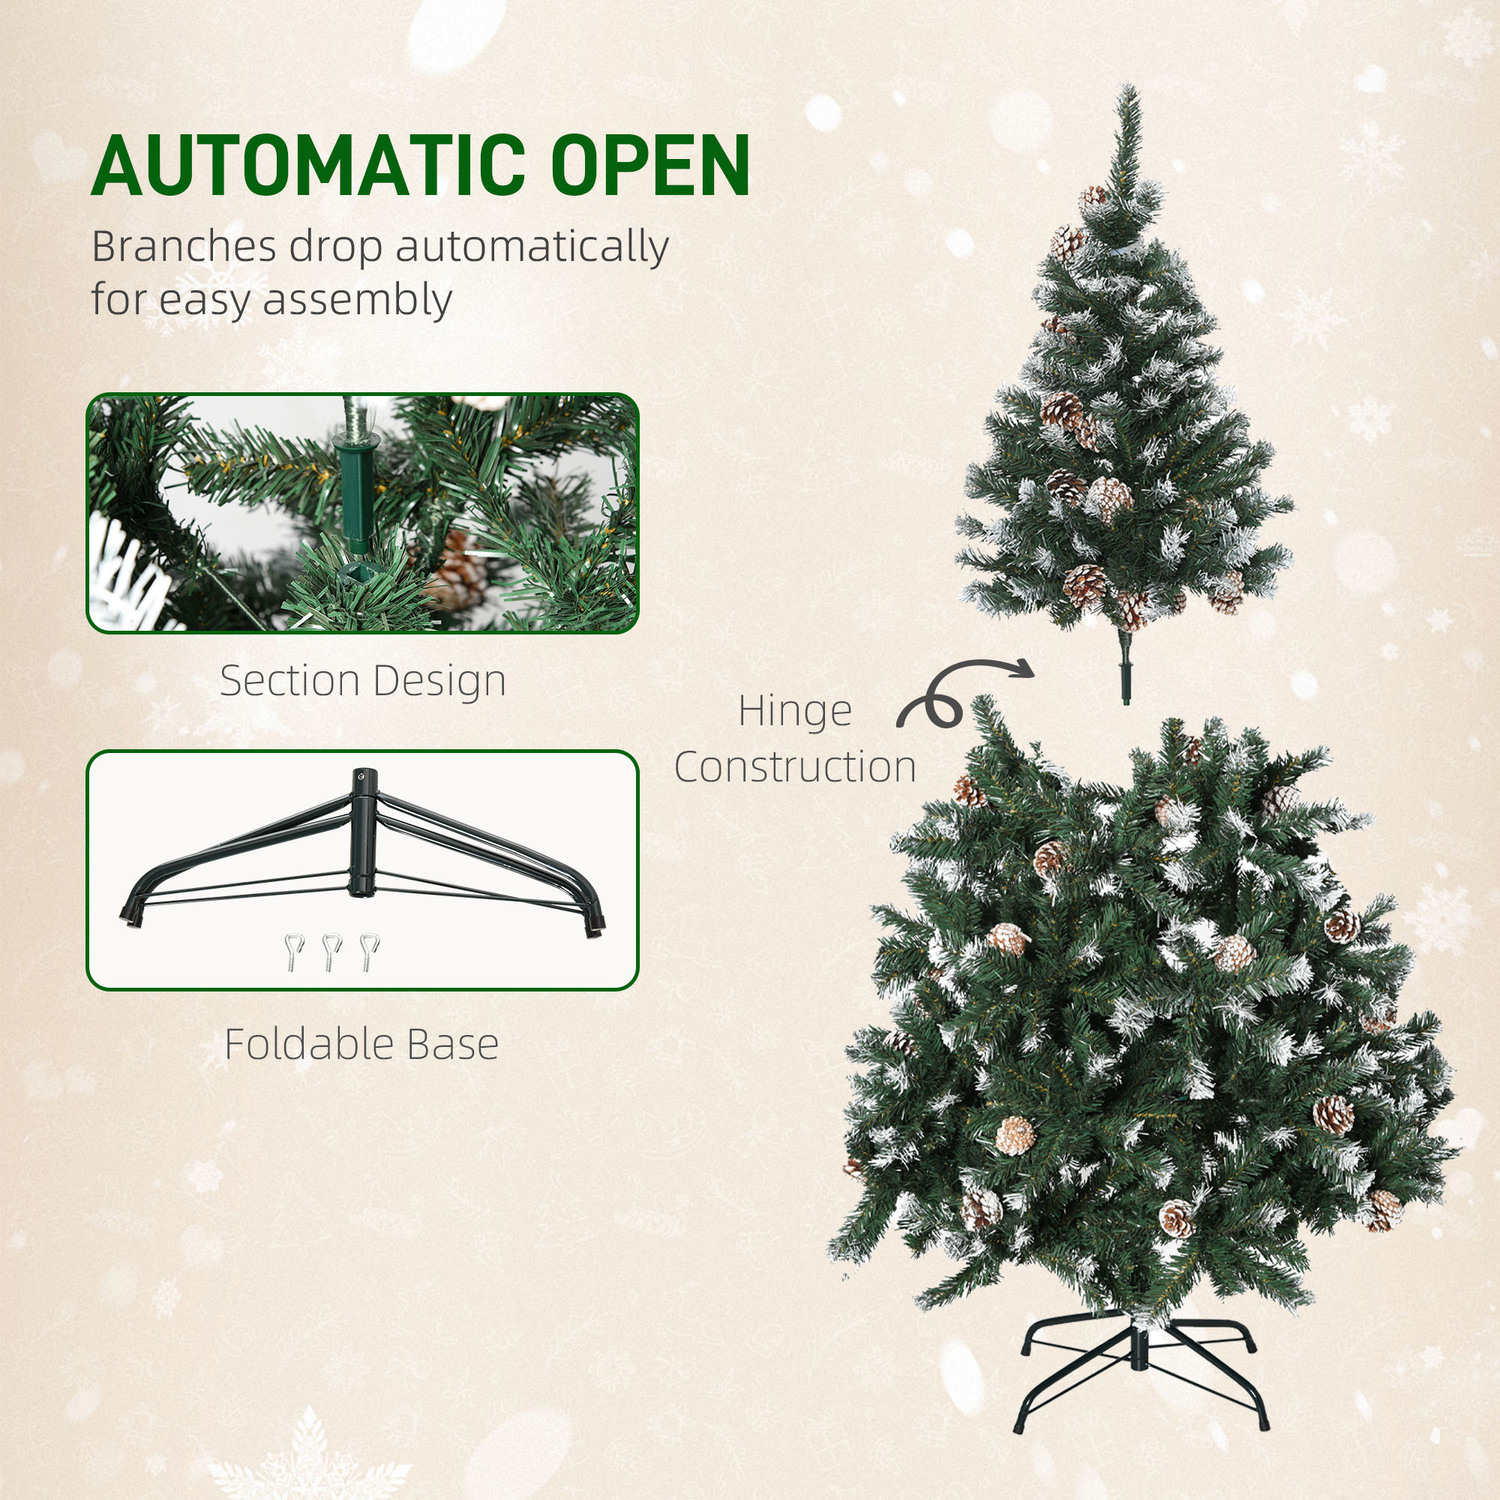 AUTOMATIC OPEN
Branches drop automatically
for easy assembly
Section Design
Hinge
Construction
Foldable Base